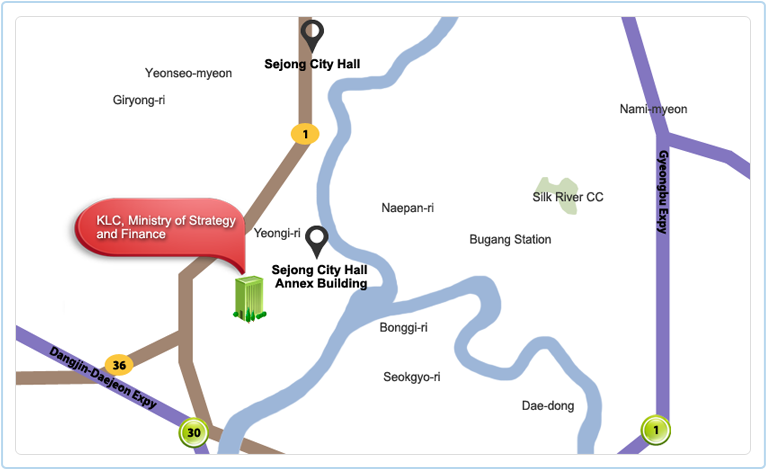 Sejong City Hall
Yeonseo-myeon
Giryong-ri
Nami-myeon
1
Gyeongbu Expy
Silk River CC
Naepan-ri
KLC, Ministry of Strategy
and Finance
Yeongi-ri
Bugang Station
Sejong City Hall
Annex Building
Bonggi-ri
36
Dangjin-Daejeon Expy
Seokgyo-ri
Dae-dong
30
1